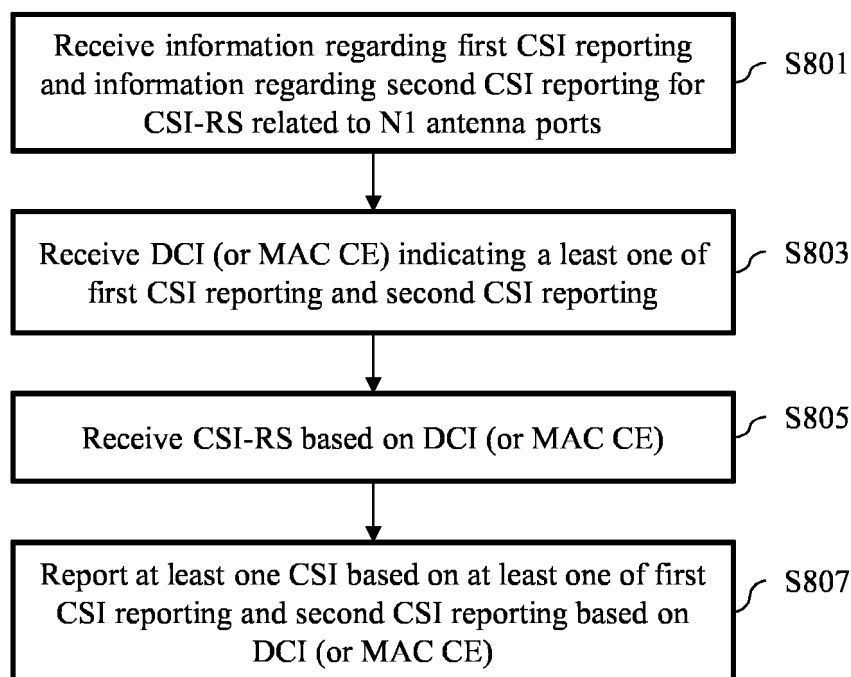 Receive information regarding first CSI reporting
and information regarding second CSI reporting for
CSI-RS related to N1 antenna ports
S801
Receive DCI (or MAC CE) indicating a least one of
first CSI reporting and second CSI reporting
S803
Receive CSI-RS based on DCI (or MAC CE)
S805
Report at least one CSI based on at least one of first
CSI reporting and second CSI reporting based on
DCI (or MAC CE)
S807